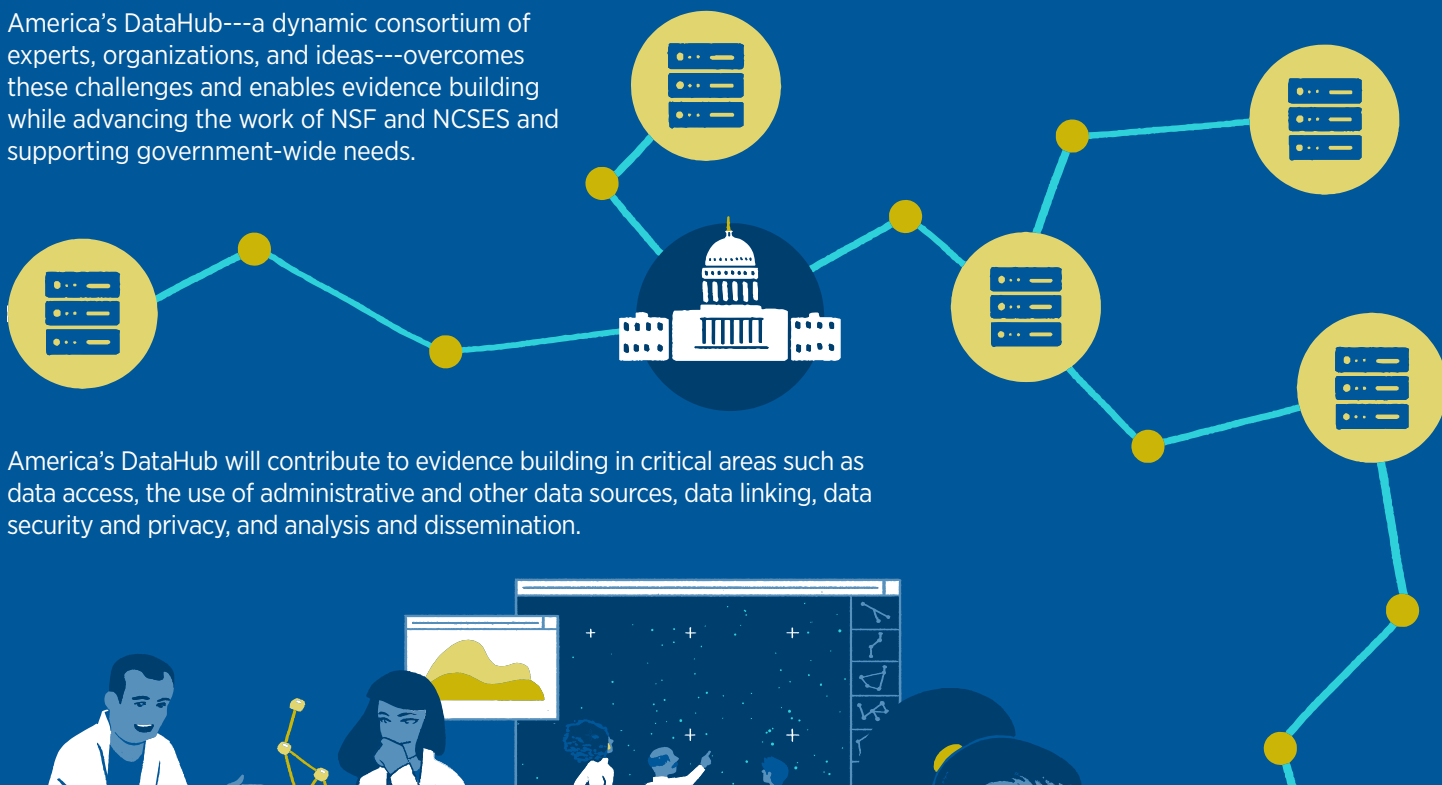 America’s DataHub---a dynamic consortium of
experts, organizations, and ideas---overcomes
these challenges and enables evidence building
while advancing the work of NSF and NCSES and
supporting government-wide needs.
America’s DataHub will contribute to evidence building in critical areas such as
data access, the use of administrative and other data sources, data linking, data
security and privacy, and analysis and dissemination.